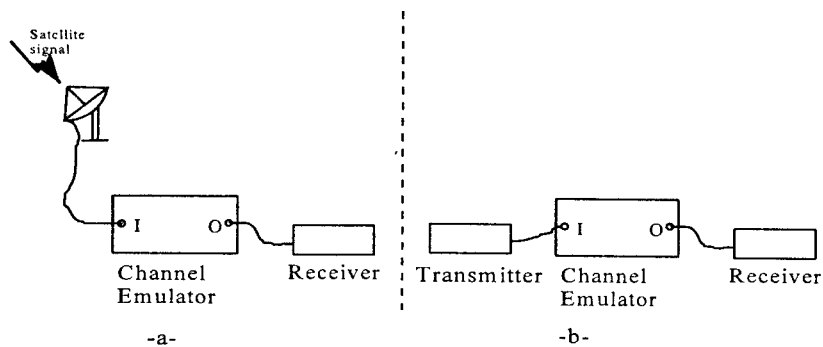 Satellite
signal
I
O
Channel
Emulator
Receiver
-a-
I
O
Transmitter
Channel
Emulator
Receiver
-b-